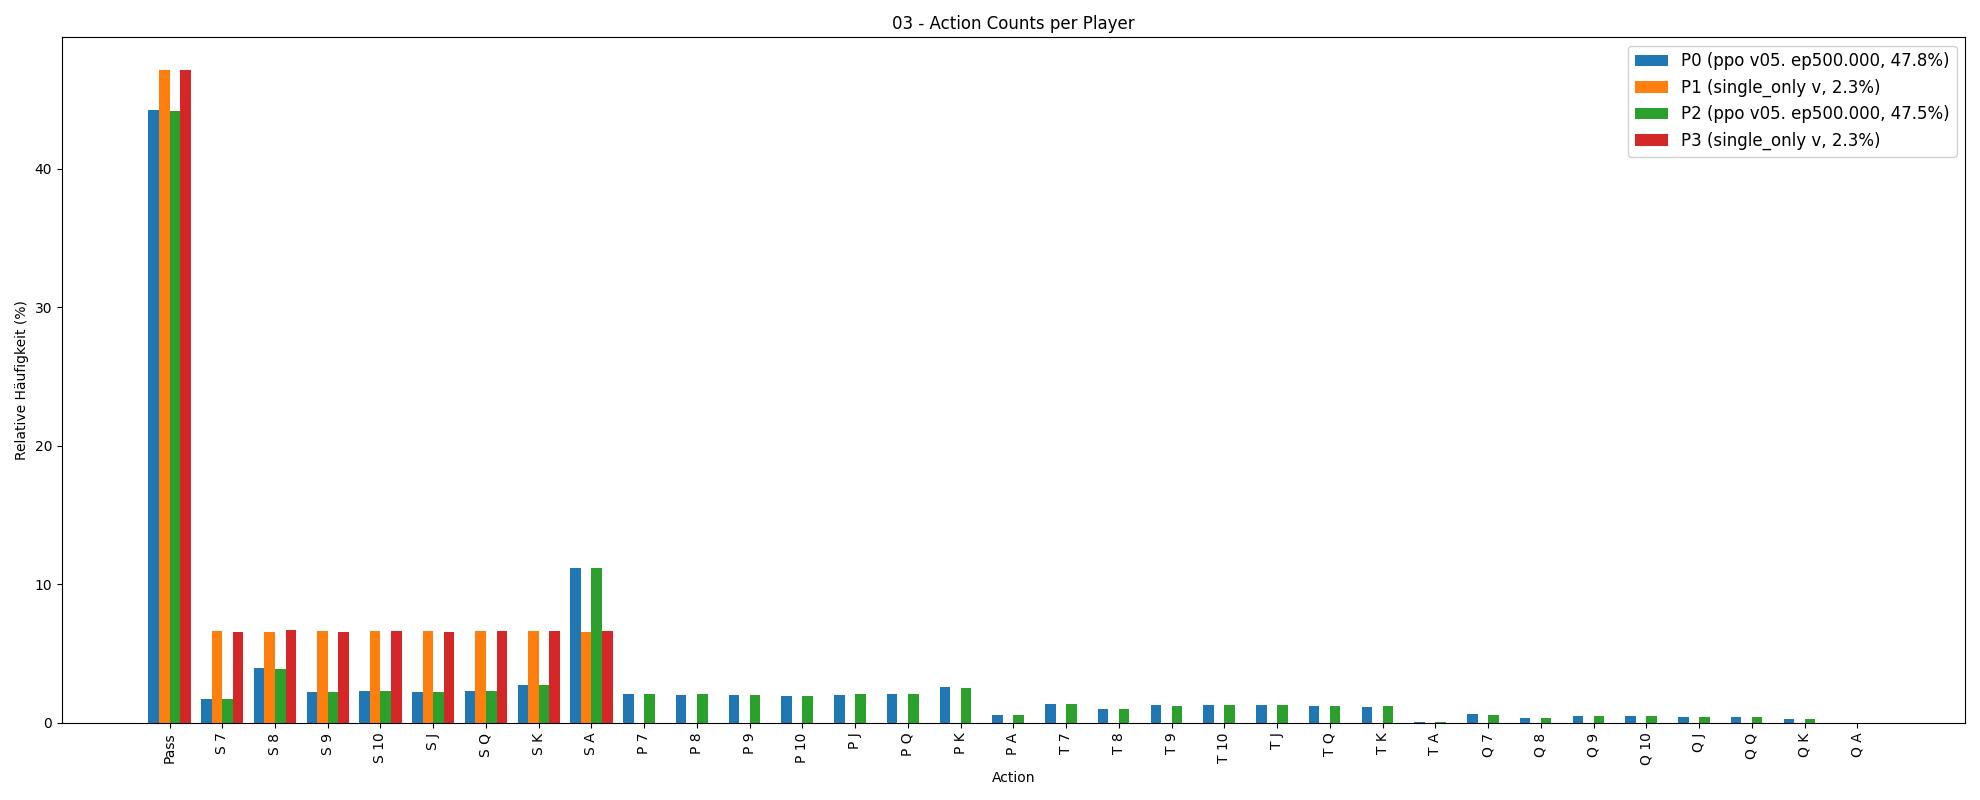 03 - Action Counts per Player
P0 (ppo v05. ep500.000, 47.8%)
P1 (single_only v, 2.3%)
P2 (ppo v05. ep500.000, 47.5%)
P3 (single_only v, 2.3%)
Relative Häufigkeit (%)
40
30
20
10
0
Pass
S 7
S 8
S 9
S 10
S J
S Q
S K
S A
P 7
P 8
P 9
P 10
P J
P Q
P K
P A
T 7
T 8
T 9
T 10
T J
T Q
T K
T A
Q 7
Q 8
Q 9
Q 10
Q J
Q Q
Q K
Q A
Action